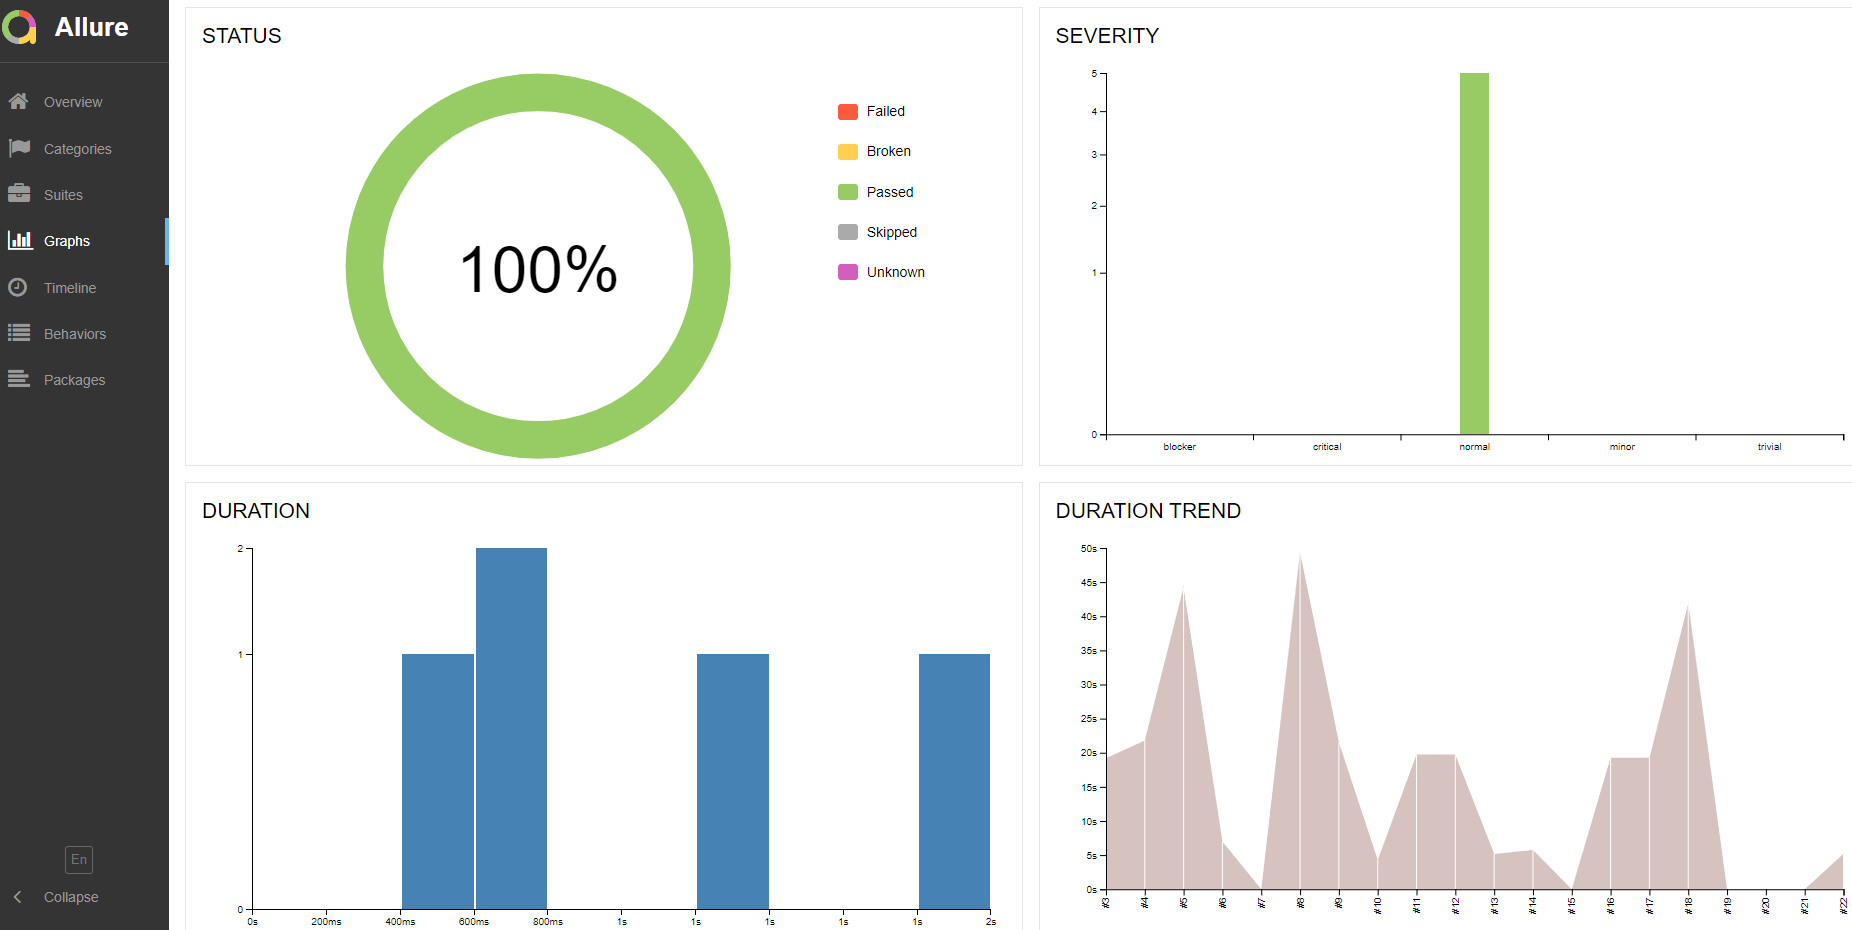 Allure
Overview
Categories
Suites
Graphs
Timeline
Behaviors
Packages
En
Collapse
STATUS
100%
Failed
Broken
Passed
Skipped
Unknown
SEVERITY
5
4
3
2
1
0
blocker critical normal minor trivial
DURATION
2
1
0
0s 200ms 400ms 600ms 800ms 1s 1s 1s 1s 1s 2s
DURATION TREND
50s
45s
40s
35s
30s
25s
20s
15s
10s
5s
0s
#3 #4 #5 #6 #7 #8 #9 #10 #11 #12 #13 #14 #15 #16 #17 #18 #19 #20 #21 #22